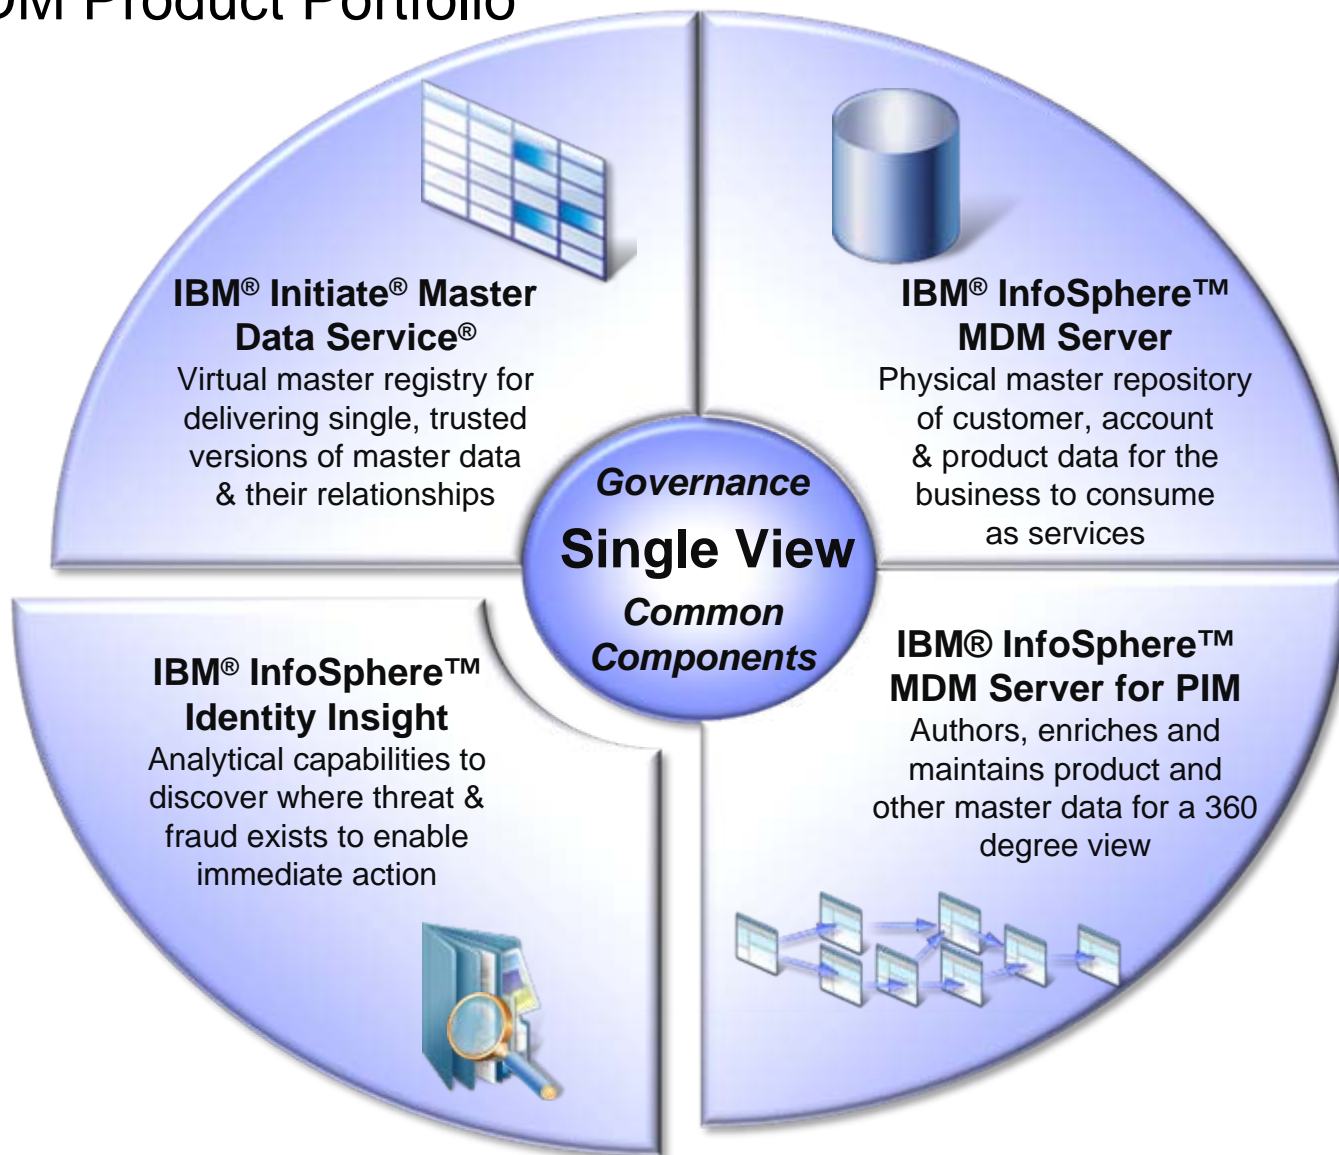 DM Product Portfolio
IBM® Initiate® Master
Data Service®
Virtual master registry for
delivering single, trusted
versions of master data
& their relationships
IBM® InfoSphere™
MDM Server
Physical master repository
of customer, account
& product data for the
business to consume
as services
Governance
Single View
Common
Components
IBM® InfoSphere™
Identity Insight
Analytical capabilities to
discover where threat &
fraud exists to enable
immediate action
IBM® InfoSphere™
MDM Server for PIM
Authors, enriches and
maintains product and
other master data for a 360
degree view